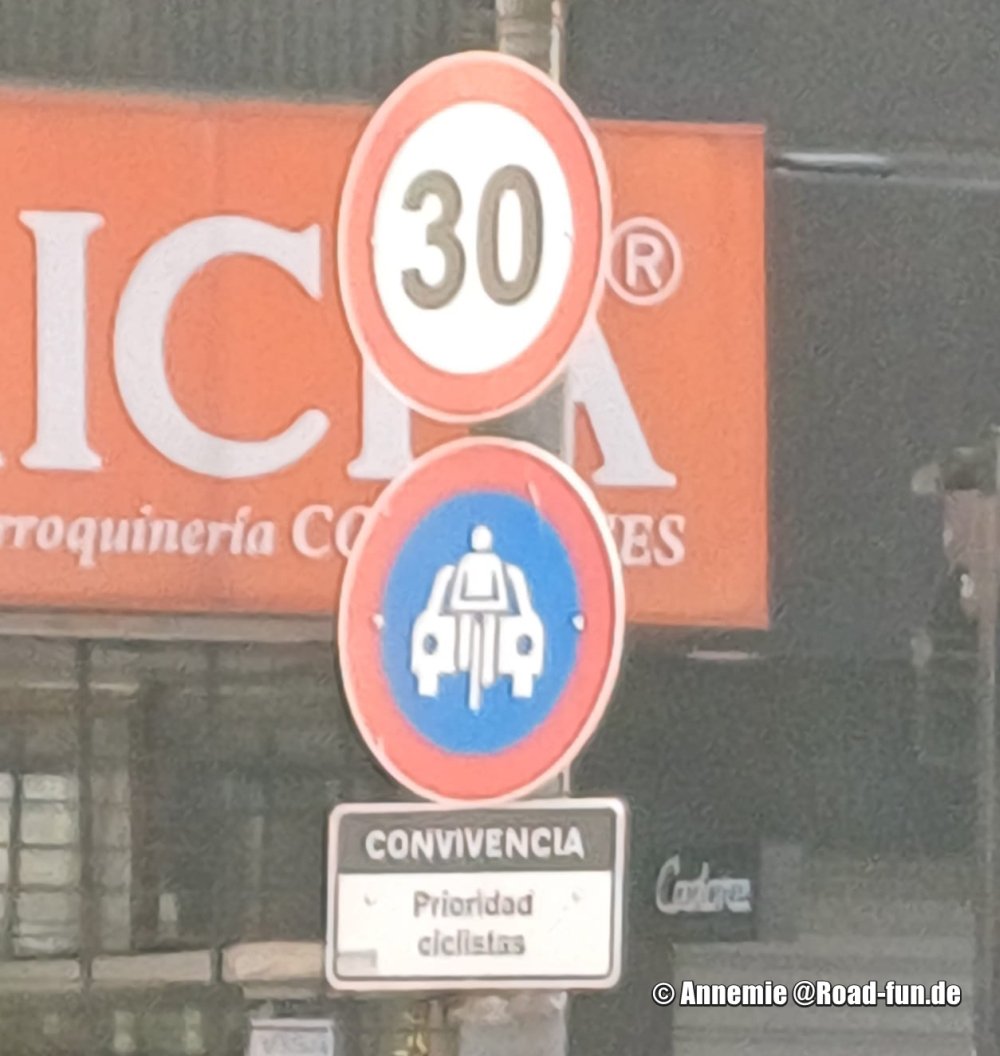 30
ICIA ®
rroquinería CO ES
CONVIVENCIA
Prioridad
ciclistas
© Annemie @Road-fun.de